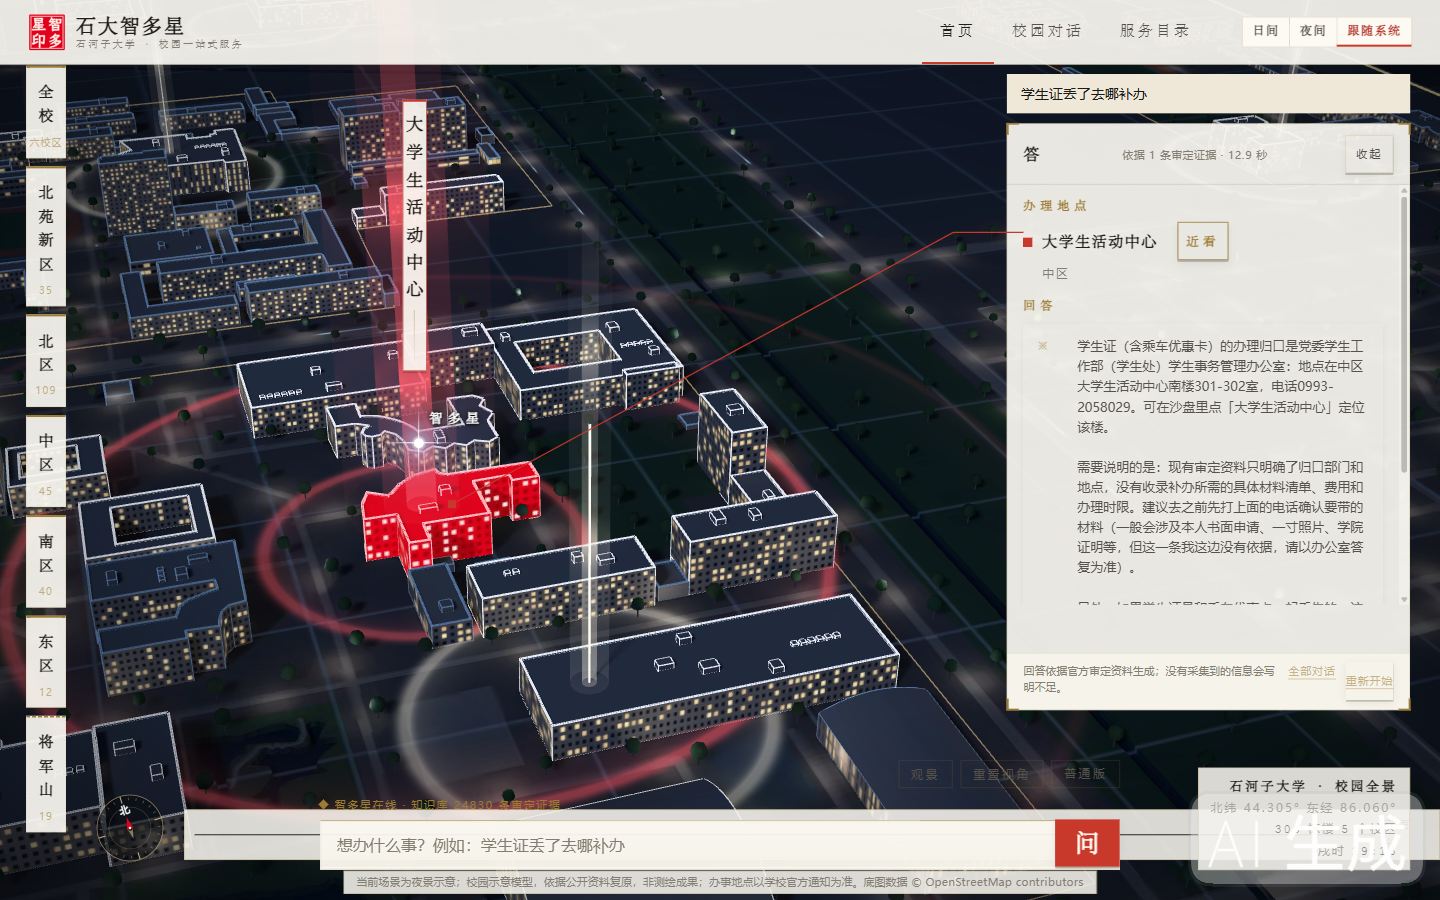 智多
星印
石大智多星
石河子大学 · 校园一站式服务
首页
校园对话
服务目录
日间
夜间
跟随系统
全校
六校区
北苑新区
35
北区
109
中区
45
南区
40
东区
12
将军山
19
大学生活动中心
智多星
北
学生证丢了去哪补办
答
依据 1 条审定证据 · 12.9 秒
收起
办理地点
大学生活动中心
近看
中区
回答
※
学生证（含乘车优惠卡）的办理归口是党委学生工
作部（学生处）学生事务管理办公室：地点在中区
大学生活动中心南楼301-302室，电话0993-
2058029。可在沙盘里点「大学生活动中心」定位
该楼。
需要说明的是：现有审定资料只明确了归口部门和
地点，没有收录补办所需的具体材料清单、费用和
办理时限。建议去之前先打上面的电话确认要带的
材料（一般会涉及本人书面申请、一寸照片、学院
证明等，但这一条我这边没有依据，请以办公室答
复为准）。
回答依据官方审定资料生成；没有采集到的信息会写
明不足。
全部对话
重新开始
观景
重置视角
普通版
石河子大学 · 校园全景
北纬 44.305° 东经 86.060°
AI 生成
智多星在线 · 知识库 24830 条审定证据
想办什么事？例如：学生证丢了去哪补办
问
当前场景为夜景示意；校园示意模型，依据公开资料复原，非测绘成果；办事地点以学校官方通知为准。底图数据 © OpenStreetMap contributors